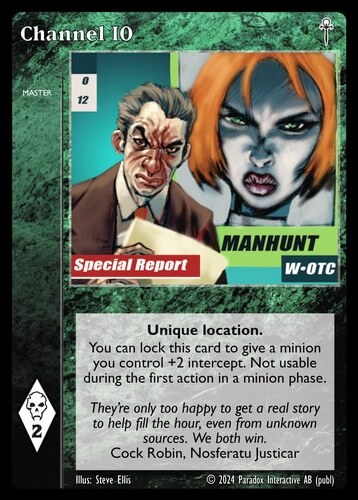 Channel 10
MASTER
0
12
MANHUNT
Special Report
W•OTC
Unique location.
You can lock this card to give a minion
you control +2 intercept. Not usable
during the first action in a minion phase.
They're only too happy to get a real story
to help fill the hour, even from unknown
sources. We both win.
Cock Robin, Nosferatu Justicar
2
Illus: Steve Ellis
© 2024 Paradox Interactive AB (publ)